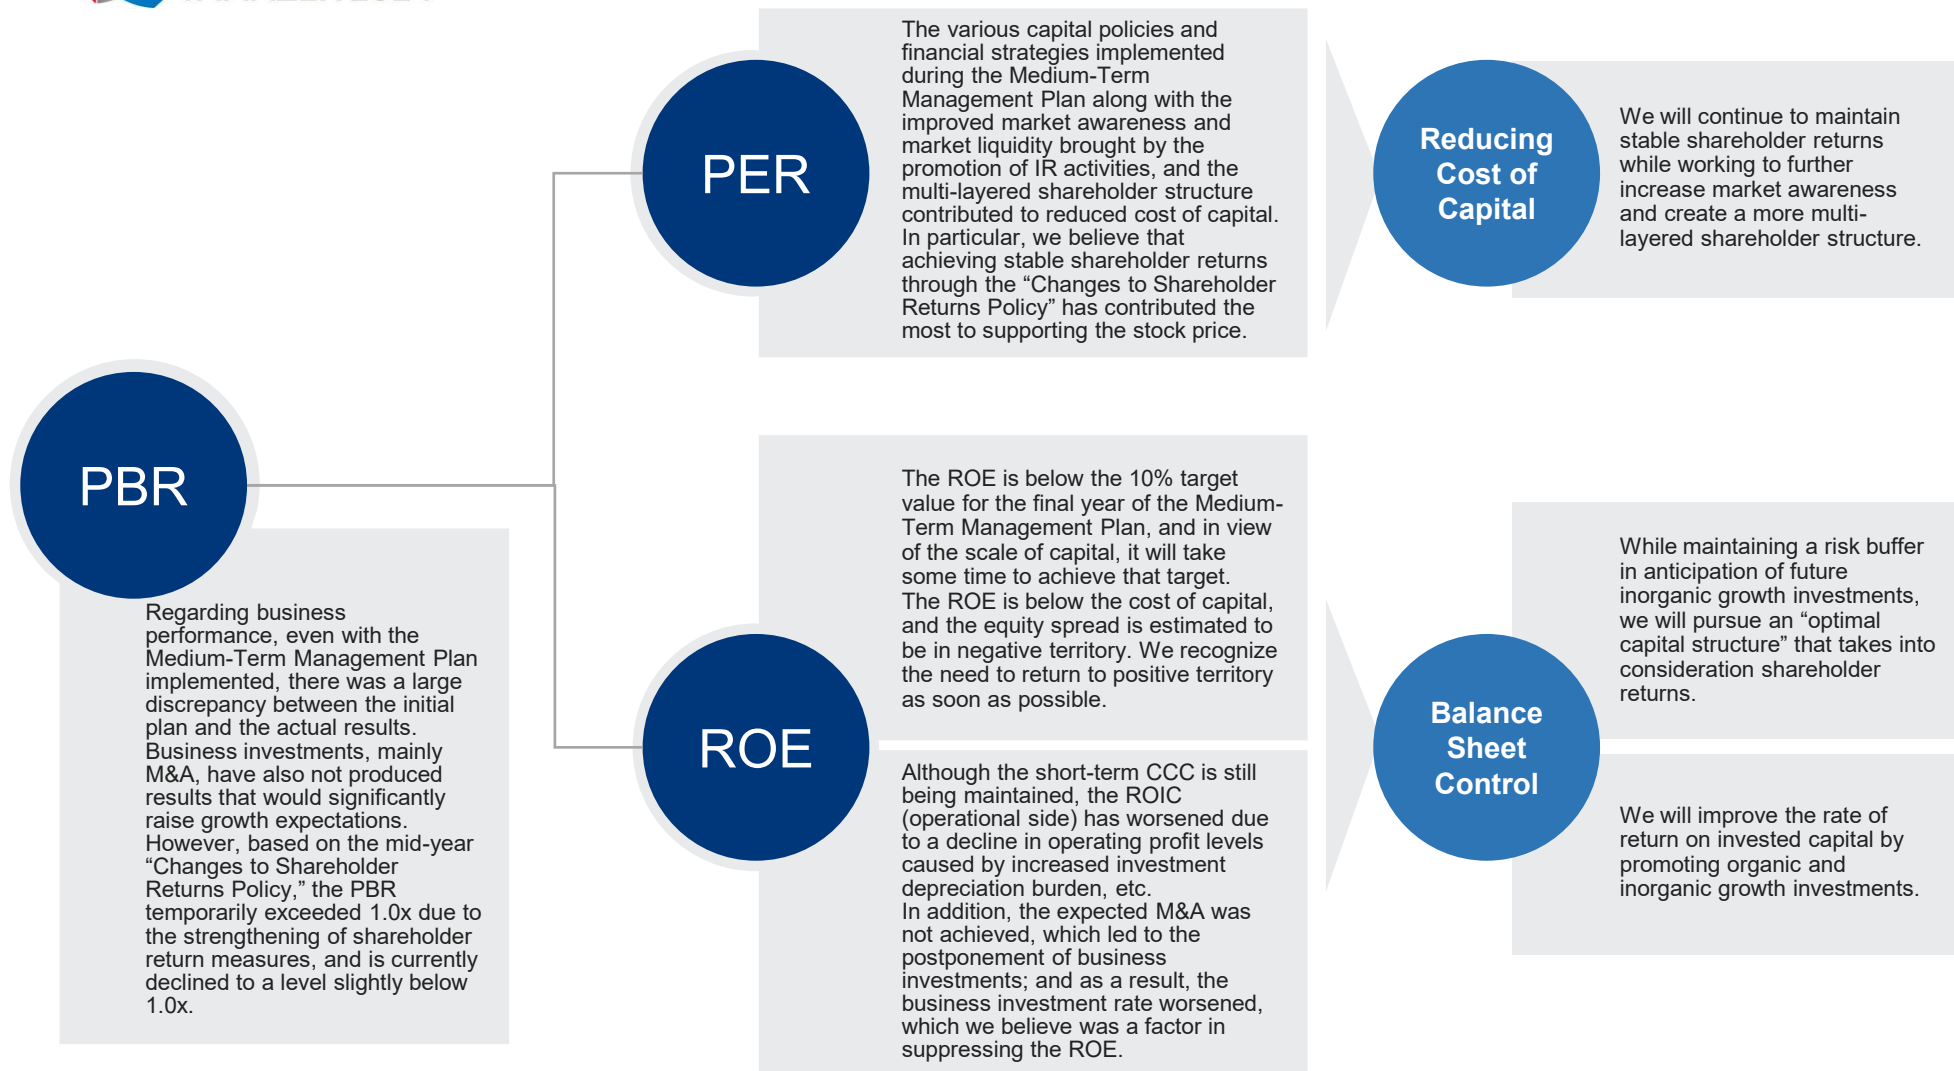 PER
The various capital policies and
financial strategies implemented
during the Medium-Term
Management Plan along with the
improved market awareness and
market liquidity brought by the
promotion of IR activities, and the
multi-layered shareholder structure
contributed to reduced cost of capital.
In particular, we believe that
achieving stable shareholder returns
through the “Changes to Shareholder
Returns Policy” has contributed the
most to supporting the stock price.
Reducing
Cost of
Capital
We will continue to maintain
stable shareholder returns
while working to further
increase market awareness
and create a more multi-
layered shareholder structure.
PBR
Regarding business
performance, even with the
Medium-Term Management Plan
implemented, there was a large
discrepancy between the initial
plan and the actual results.
Business investments, mainly
M&A, have also not produced
results that would significantly
raise growth expectations.
However, based on the mid-year
“Changes to Shareholder
Returns Policy,” the PBR
temporarily exceeded 1.0x due to
the strengthening of shareholder
return measures, and is currently
declined to a level slightly below
1.0x.
ROE
The ROE is below the 10% target
value for the final year of the Medium-
Term Management Plan, and in view
of the scale of capital, it will take
some time to achieve that target.
The ROE is below the cost of capital,
and the equity spread is estimated to
be in negative territory. We recognize
the need to return to positive territory
as soon as possible.
Although the short-term CCC is still
being maintained, the ROIC
(operational side) has worsened due
to a decline in operating profit levels
caused by increased investment
depreciation burden, etc.
In addition, the expected M&A was
not achieved, which led to the
postponement of business
investments; and as a result, the
business investment rate worsened,
which we believe was a factor in
suppressing the ROE.
Balance
Sheet
Control
While maintaining a risk buffer
in anticipation of future
inorganic growth investments,
we will pursue an “optimal
capital structure” that takes into
consideration shareholder
returns.
We will improve the rate of
return on invested capital by
promoting organic and
inorganic growth investments.